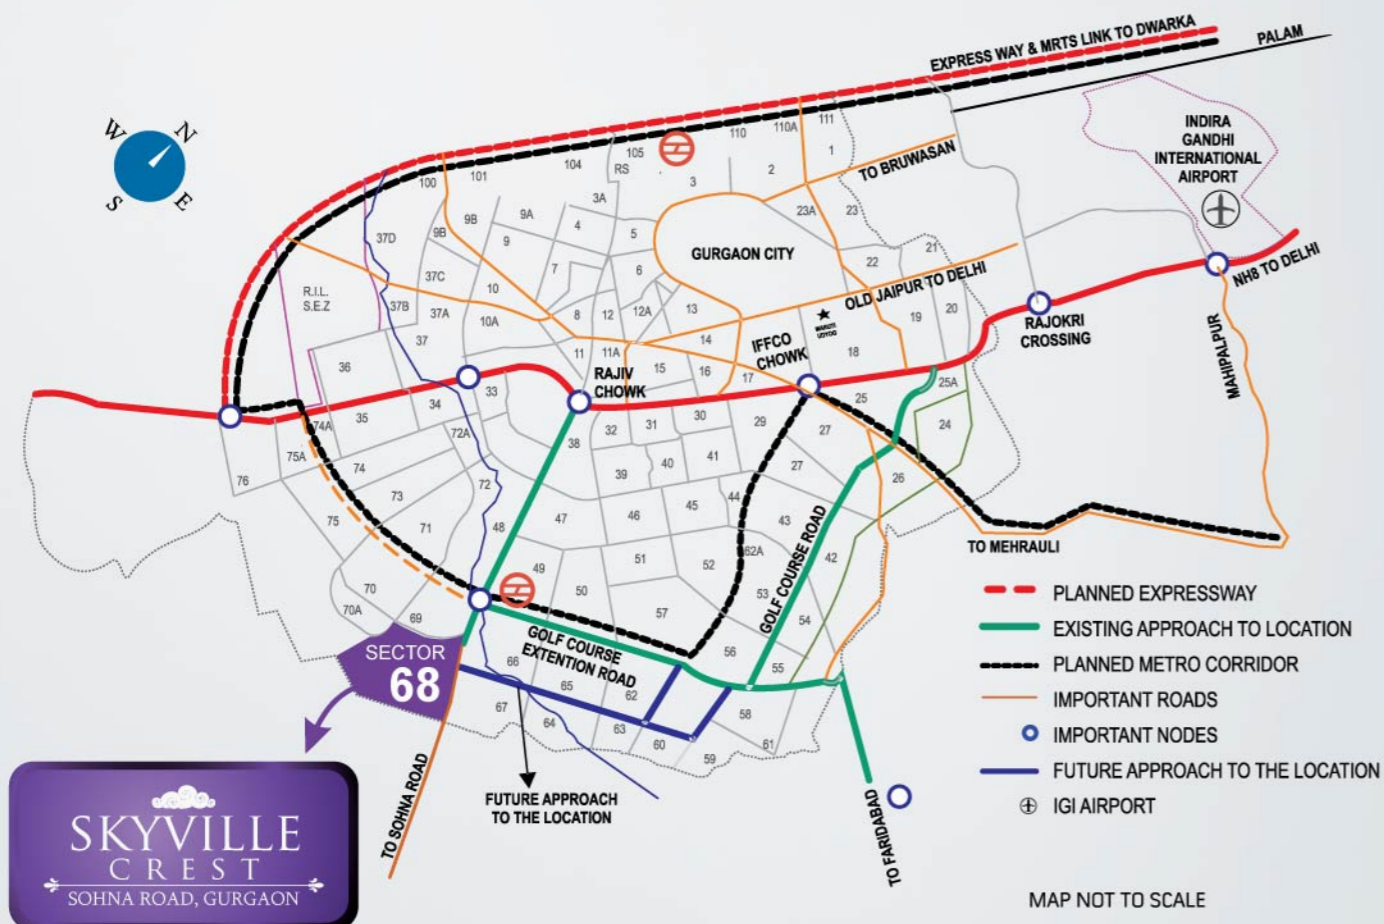 EXPRESS WAY & MRTS LINK TO DWARKA
PALAM
W
N
S
E
INDIRA
GANDHI
INTERNATIONAL
AIRPORT
111
110A
110
105
104
101
100
RS
1
2
3
TO BRUWASAN
3A
9A
9B
9B
4
5
9
23A
23
37D
GURGAON CITY
21
22
7
6
37C
10
R.I.L.
S.E.Z
37B
37A
10A
8
12
12A
13
OLD JAIPUR TO DELHI
20
19
NH8 TO DELHI
MARUTI
UDYOG
RAJOKRI
CROSSING
37
14
IFFCO
CHOWK
18
11
11A
15
16
17
36
RAJIV
CHOWK
MAHIPALPUR
25A
25
33
34
35
74A
72A
38
32
31
30
29
27
24
75A
74
39
40
41
27
26
76
72
73
44
45
75
71
48
47
46
43
42
TO MEHRAULI
62A
51
52
49
50
53
GOLF COURSE ROAD
70
70A
69
57
54
PLANNED EXPRESSWAY
EXISTING APPROACH TO LOCATION
PLANNED METRO CORRIDOR
IMPORTANT ROADS
IMPORTANT NODES
FUTURE APPROACH TO THE LOCATION
IGI AIRPORT
GOLF COURSE
EXTENTION ROAD
56
55
SECTOR
68
66
65
62
67
64
63
60
58
61
59
TO SOHNA ROAD
FUTURE APPROACH
TO THE LOCATION
TO FARIDABAD
SKYVILLE
CREST
SOHNA ROAD, GURGAON
MAP NOT TO SCALE